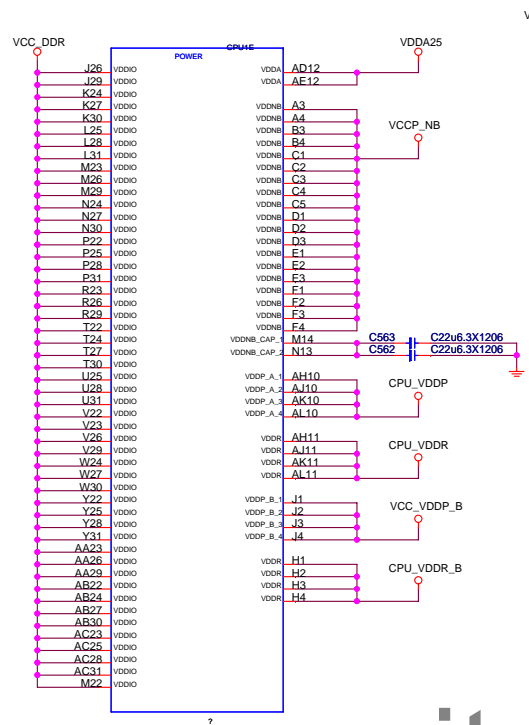 V
VCC_DDR
CPU1E
VDDA25
POWER
J26 VDDIO VDDA AD12
J29 VDDIO VDDA AE12
K24 VDDIO
K27 VDDIO VDDNB A3
K30 VDDIO VDDNB A4
L25 VDDIO VDDNB B3
VCCP_NB
L28 VDDIO VDDNB B4
L31 VDDIO VDDNB C1
M23 VDDIO VDDNB C2
M26 VDDIO VDDNB C3
M29 VDDIO VDDNB C4
N24 VDDIO VDDNB C5
N27 VDDIO VDDNB D1
N30 VDDIO VDDNB D2
P22 VDDIO VDDNB D3
P25 VDDIO VDDNB E1
P28 VDDIO VDDNB E2
P31 VDDIO VDDNB E3
R23 VDDIO VDDNB F1
R26 VDDIO VDDNB F2
R29 VDDIO VDDNB F3
T22 VDDIO VDDNB F4
T24 VDDIO VDDNB_CAP_1 M14 C563 C22u6.3X1206
T27 VDDIO VDDNB_CAP_2 N13 C562 C22u6.3X1206
T30 VDDIO
U25 VDDIO VDDP_A_1 AH10
CPU_VDDP
U28 VDDIO VDDP_A_2 AJ10
U31 VDDIO VDDP_A_3 AK10
V22 VDDIO VDDP_A_4 AL10
V23 VDDIO
V26 VDDIO VDDR AH11
CPU_VDDR
V29 VDDIO VDDR AJ11
W24 VDDIO VDDR AK11
W27 VDDIO VDDR AL11
W30 VDDIO
Y22 VDDIO VDDP_B_1 J1
VCC_VDDP_B
Y25 VDDIO VDDP_B_2 J2
Y28 VDDIO VDDP_B_3 J3
Y31 VDDIO VDDP_B_4 J4
AA23 VDDIO
AA26 VDDIO VDDR H1
CPU_VDDR_B
AA29 VDDIO VDDR H2
AB22 VDDIO VDDR H3
AB24 VDDIO VDDR H4
AB27 VDDIO
AB30 VDDIO
AC23 VDDIO
AC25 VDDIO
AC28 VDDIO
AC31 VDDIO
M22 VDDIO
?